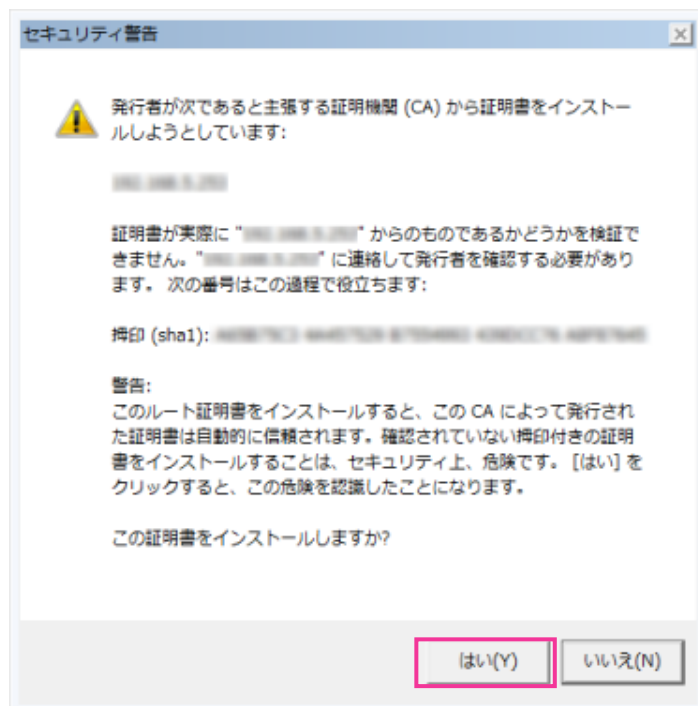 セキュリティ警告
発行者が次であると主張する証明機関 (CA) から証明書をインストー
ルしようとしています:
証明書が実際に "" からのものであるかどうかを検証で
きません。"" に連絡して発行者を確認する必要があり
ます。 次の番号はこの過程で役立ちます:
拇印 (sha1):
警告:
このルート証明書をインストールすると、この CA によって発行され
た証明書は自動的に信頼されます。確認されていない拇印付きの証明
書をインストールすることは、セキュリティ上、危険です。 [はい] を
クリックすると、この危険を認識したことになります。
この証明書をインストールしますか?
はい(Y)
いいえ(N)